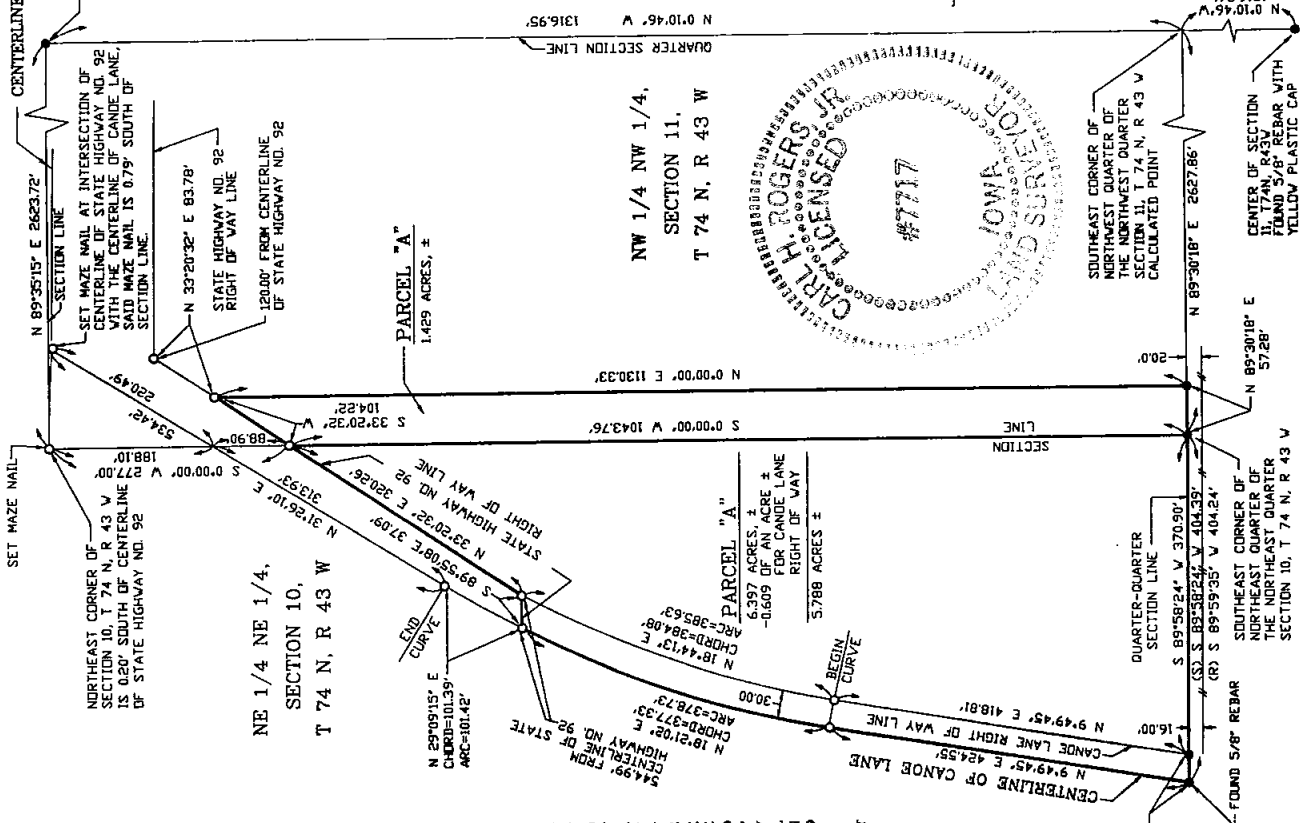 CENTERLINE
SET MAZE NAIL
N 89°35'15" E 2623.72'
SECTION LINE
SET MAZE NAIL AT INTERSECTION OF
CENTERLINE OF STATE HIGHWAY NO. 92
WITH THE CENTERLINE OF CANOE LANE,
SAID MAZE NAIL IS 0.79' SOUTH OF
SECTION LINE.
N 33°20'32" E 83.78'
STATE HIGHWAY NO. 92
RIGHT OF WAY LINE
120.00' FROM CENTERLINE
OF STATE HIGHWAY NO. 92
QUARTER SECTION LINE
N 0°10'46" W 1316.95'
N 0°10'46" W
NW 1/4 NW 1/4,
SECTION 11,
T 74 N, R 43 W
CARL H. ROGERS, JR.
LICENSED
#7717
IOWA
LAND SURVEYOR
PARCEL "A"
1.429 ACRES, ±
NORTHEAST CORNER OF
SECTION 10, T 74 N, R 43 W
IS 0.20' SOUTH OF CENTERLINE
OF STATE HIGHWAY NO. 92
S 0°00'00" W 277.00'
188.10'
88.90'
220.49'
534.42'
313.93'
N 31°26'10" E
S 33°20'32" W
104.22'
N 0°00'00" E 1130.33'
S 0°00'00" W 1043.76'
SECTION
LINE
STATE HIGHWAY NO. 92
RIGHT OF WAY LINE
N 33°20'32" E 320.26'
S 89°55'08"E 37.09'
NE 1/4 NE 1/4,
SECTION 10,
T 74 N, R 43 W
END
CURVE
N 29°09'15" E
CHORD=101.39'
ARC=101.42'
544.99' FROM
CENTERLINE OF STATE
HIGHWAY NO. 92
PARCEL "A"
6.397 ACRES, ±
-0.609 OF AN ACRE ±
FOR CANOE LANE
RIGHT OF WAY
5.788 ACRES ±
N 18°44'13" E
CHORD=384.08'
ARC=385.63'
N 18°21'02" E
CHORD=377.33'
ARC=378.73'
30.00
BEGIN
CURVE
N 9°49'45" E 418.81'
CANOE LANE RIGHT OF WAY LINE
N 9°49'45" E 424.55'
CENTERLINE OF CANOE LANE
SOUTHEAST CORNER OF
NORTHWEST QUARTER OF
THE NORTHWEST QUARTER
SECTION 11, T 74 N, R 43 W
CALCULATED POINT
20.0'
N 89°30'18" E 2627.86'
N 89°30'18" E
57.28'
CENTER OF SECTION
11, T74N, R43W
FOUND 5/8" REBAR WITH
YELLOW PLASTIC CAP
QUARTER-QUARTER
SECTION LINE
S 89°58'24" W 370.90'
(S) S 89°58'24" W 404.39'
(R) S 89°59'35" W 404.24'
16.00'
SOUTHEAST CORNER OF
NORTHEAST QUARTER OF
THE NORTHEAST QUARTER
SECTION 10, T 74 N, R 43 W
FOUND 5/8" REBAR